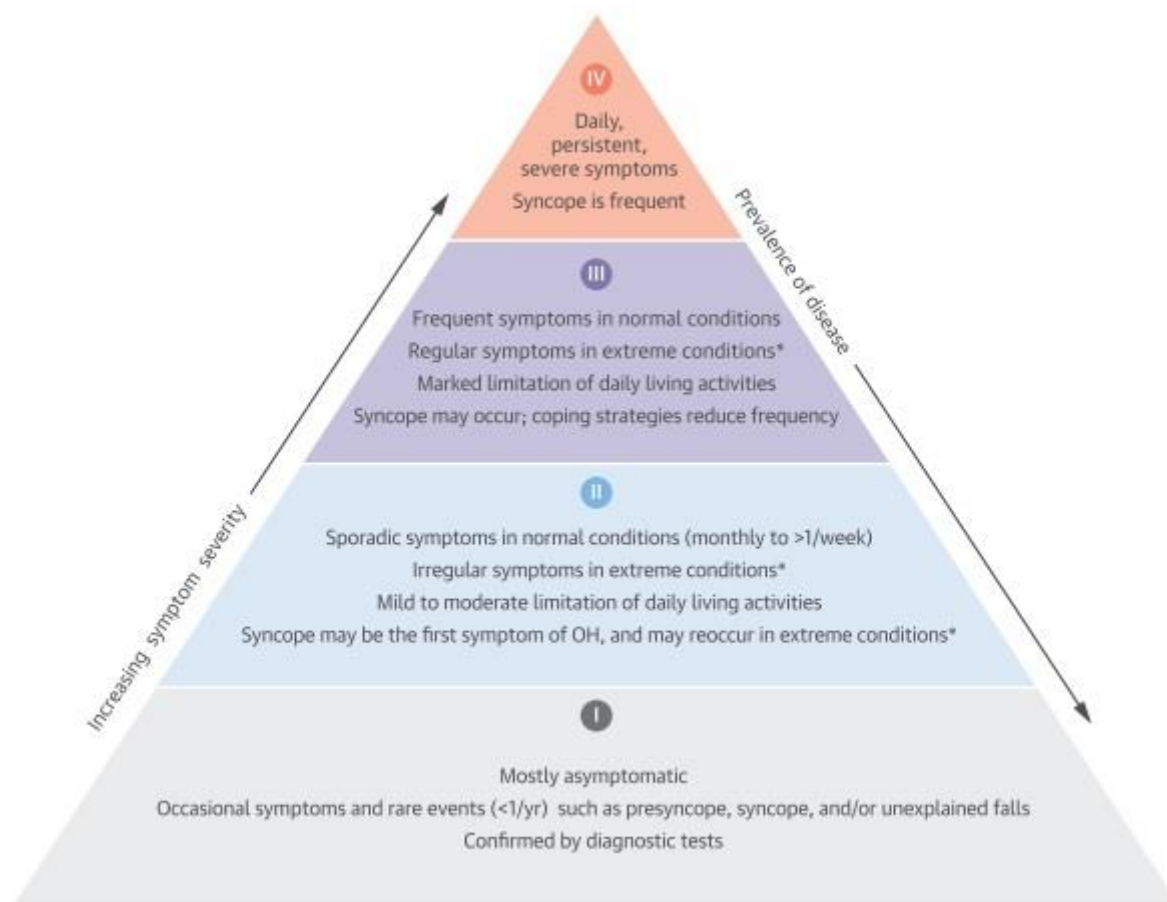 IV
Daily,
persistent,
severe symptoms
Syncope is frequent
Prevalence of disease
III
Frequent symptoms in normal conditions
Regular symptoms in extreme conditions*
Marked limitation of daily living activities
Syncope may occur; coping strategies reduce frequency
Increasing symptom severity
II
Sporadic symptoms in normal conditions (monthly to >1/week)
Irregular symptoms in extreme conditions*
Mild to moderate limitation of daily living activities
Syncope may be the first symptom of OH, and may reoccur in extreme conditions*
I
Mostly asymptomatic
Occasional symptoms and rare events (<1/yr) such as presyncope, syncope, and/or unexplained falls
Confirmed by diagnostic tests